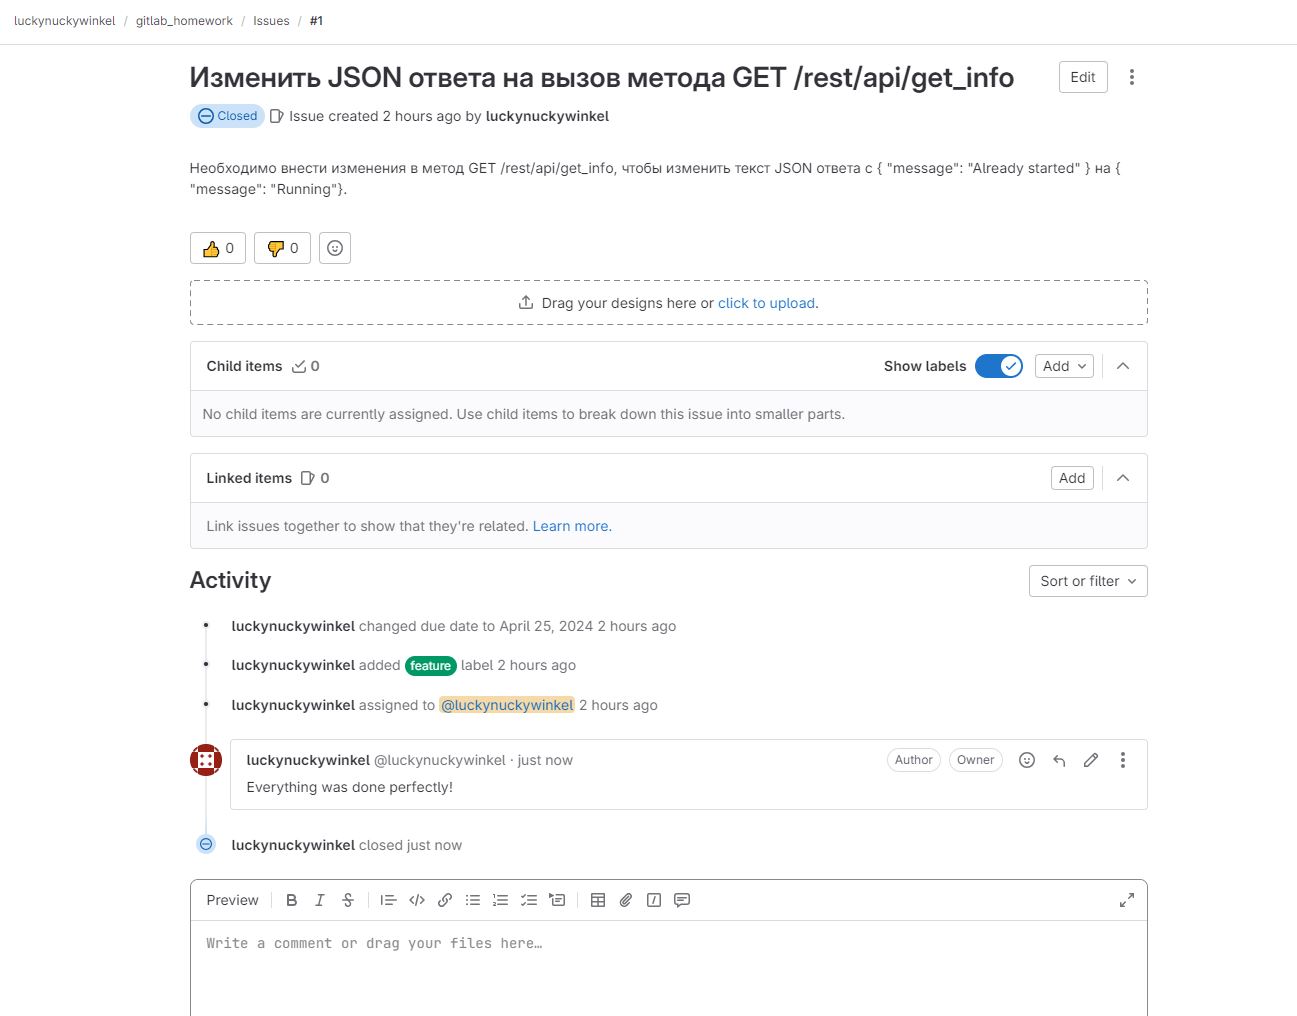 luckynuckywinkel / gitlab_homework / Issues / #1
Изменить JSON ответа на вызов метода GET /rest/api/get_info
Edit
Closed Issue created 2 hours ago by luckynuckywinkel
Необходимо внести изменения в метод GET /rest/api/get_info, чтобы изменить текст JSON ответа с { "message": "Already started" } на {
"message": "Running"}.
0 0
Drag your designs here or click to upload.
Child items 0 Show labels Add
No child items are currently assigned. Use child items to break down this issue into smaller parts.
Linked items 0 Add
Link issues together to show that they're related. Learn more.
Activity Sort or filter
luckynuckywinkel changed due date to April 25, 2024 2 hours ago
luckynuckywinkel added feature label 2 hours ago
luckynuckywinkel assigned to @luckynuckywinkel 2 hours ago
luckynuckywinkel @luckynuckywinkel · just now Author Owner
Everything was done perfectly!
luckynuckywinkel closed just now
Preview B I S
Write a comment or drag your files here…